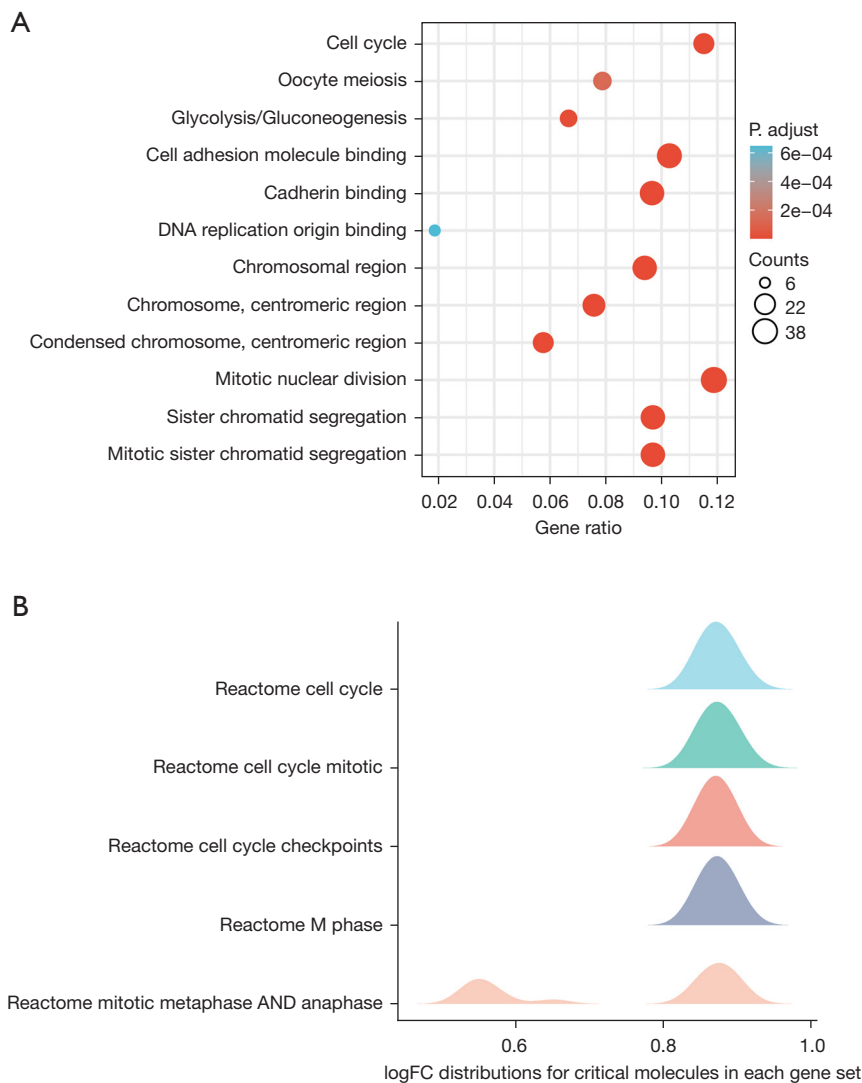 A
Cell cycle
Oocyte meiosis
Glycolysis/Gluconeogenesis
Cell adhesion molecule binding
Cadherin binding
DNA replication origin binding
Chromosomal region
Chromosome, centromeric region
Condensed chromosome, centromeric region
Mitotic nuclear division
Sister chromatid segregation
Mitotic sister chromatid segregation
0.02 0.04 0.06 0.08 0.10 0.12
Gene ratio
P. adjust
6e−04
4e−04
2e−04
Counts
6
22
38
B
Reactome cell cycle
Reactome cell cycle mitotic
Reactome cell cycle checkpoints
Reactome M phase
Reactome mitotic metaphase AND anaphase
0.6 0.8 1.0
logFC distributions for critical molecules in each gene set